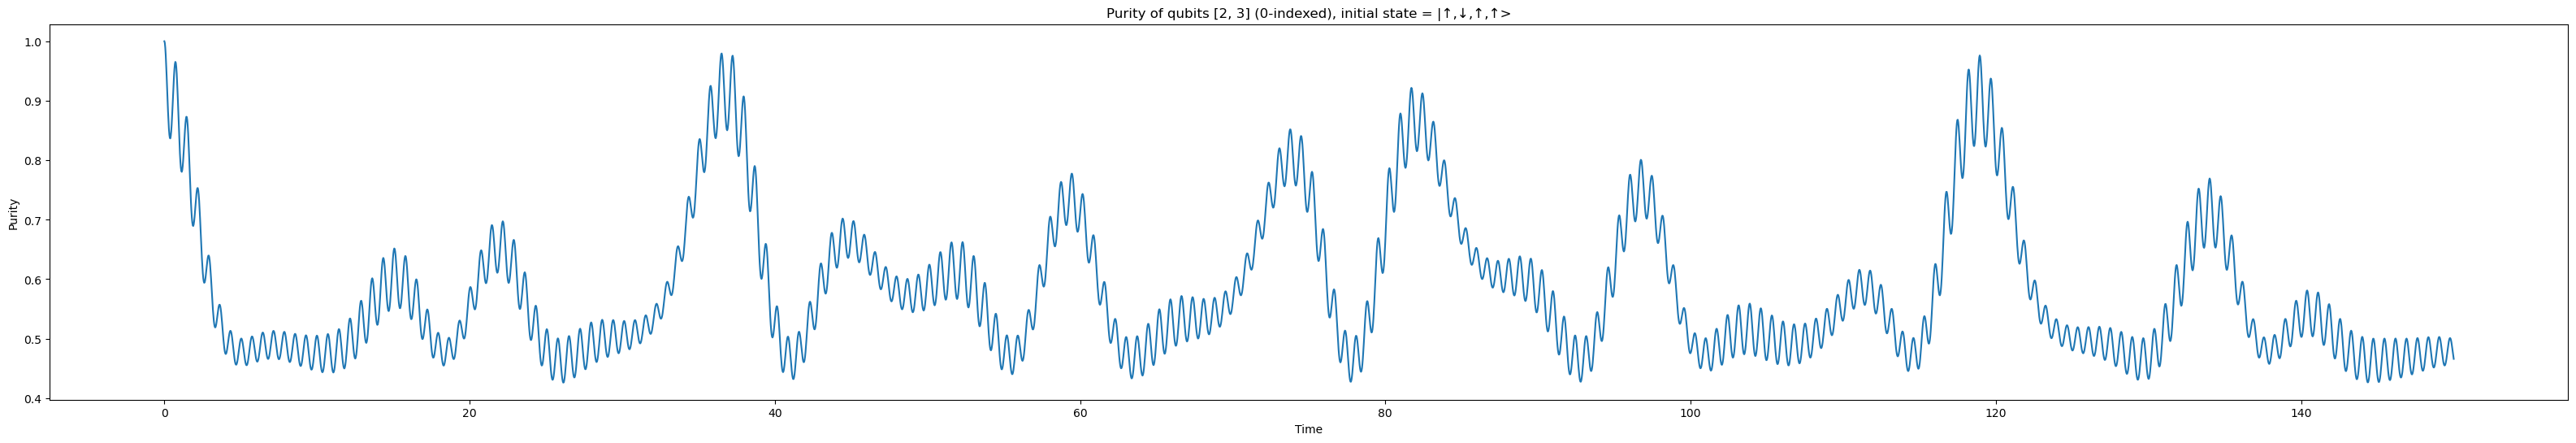 Purity of qubits [2, 3] (0-indexed), initial state = |↑,↓,↑,↑>
1.0
0.9
0.8
0.7
0.6
0.5
0.4
Purity
0 20 40 60 80 100 120 140
Time